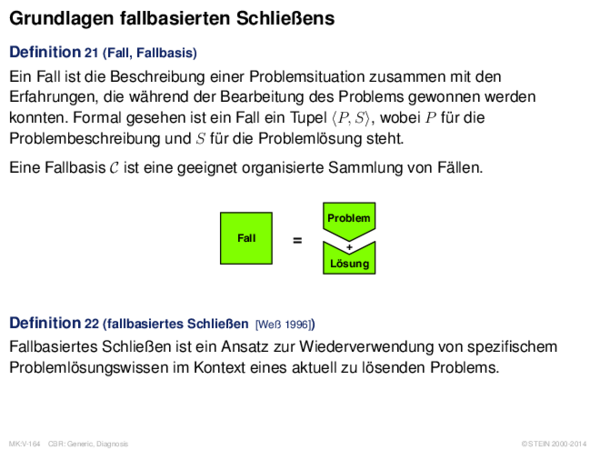 Grundlagen fallbasierten Schließens
Definition 21 (Fall, Fallbasis)
Ein Fall ist die Beschreibung einer Problemsituation zusammen mit den
Erfahrungen, die während der Bearbeitung des Problems gewonnen werden
konnten. Formal gesehen ist ein Fall ein Tupel ⟨P, S⟩, wobei P für die
Problembeschreibung und S für die Problemlösung steht.
Eine Fallbasis 𝒞 ist eine geeignet organisierte Sammlung von Fällen.
Fall
=
Problem
+
Lösung
Definition 22 (fallbasiertes Schließen [Weß 1996])
Fallbasiertes Schließen ist ein Ansatz zur Wiederverwendung von spezifischem
Problemlösungswissen im Kontext eines aktuell zu lösenden Problems.
MK:V-164 CBR: Generic, Diagnosis
© STEIN 2000-2014